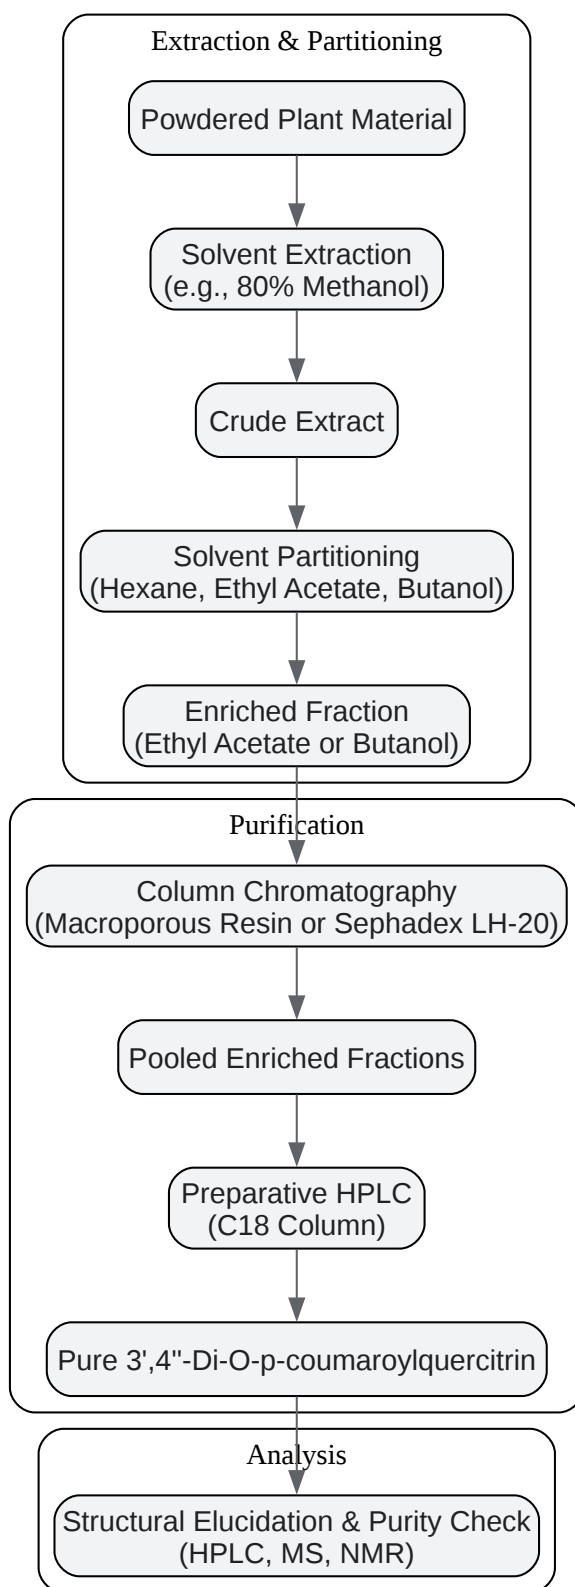 Extraction & Partitioning
Powdered Plant Material
Solvent Extraction
(e.g., 80% Methanol)
Crude Extract
Solvent Partitioning
(Hexane, Ethyl Acetate, Butanol)
Enriched Fraction
(Ethyl Acetate or Butanol)
Purification
Column Chromatography
(Macroporous Resin or Sephadex LH-20)
Pooled Enriched Fractions
Preparative HPLC
(C18 Column)
Pure 3',4''-Di-O-p-coumaroylquercitrin
Analysis
Structural Elucidation & Purity Check
(HPLC, MS, NMR)